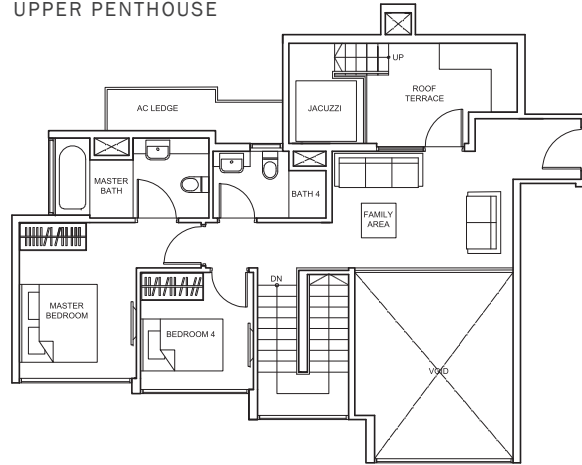 UPPER PENTHOUSE
UP
AC LEDGE
JACUZZI
ROOF
TERRACE
MASTER
BATH
BATH 4
FAMILY
AREA
DN
MASTER
BEDROOM
BEDROOM 4
VOID